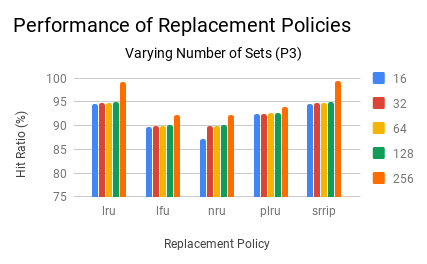 Performance of Replacement Policies
Varying Number of Sets (P3)
Hit Ratio (%)
100
95
90
85
80
75
lru lfu nru plru srrip
Replacement Policy
16
32
64
128
256